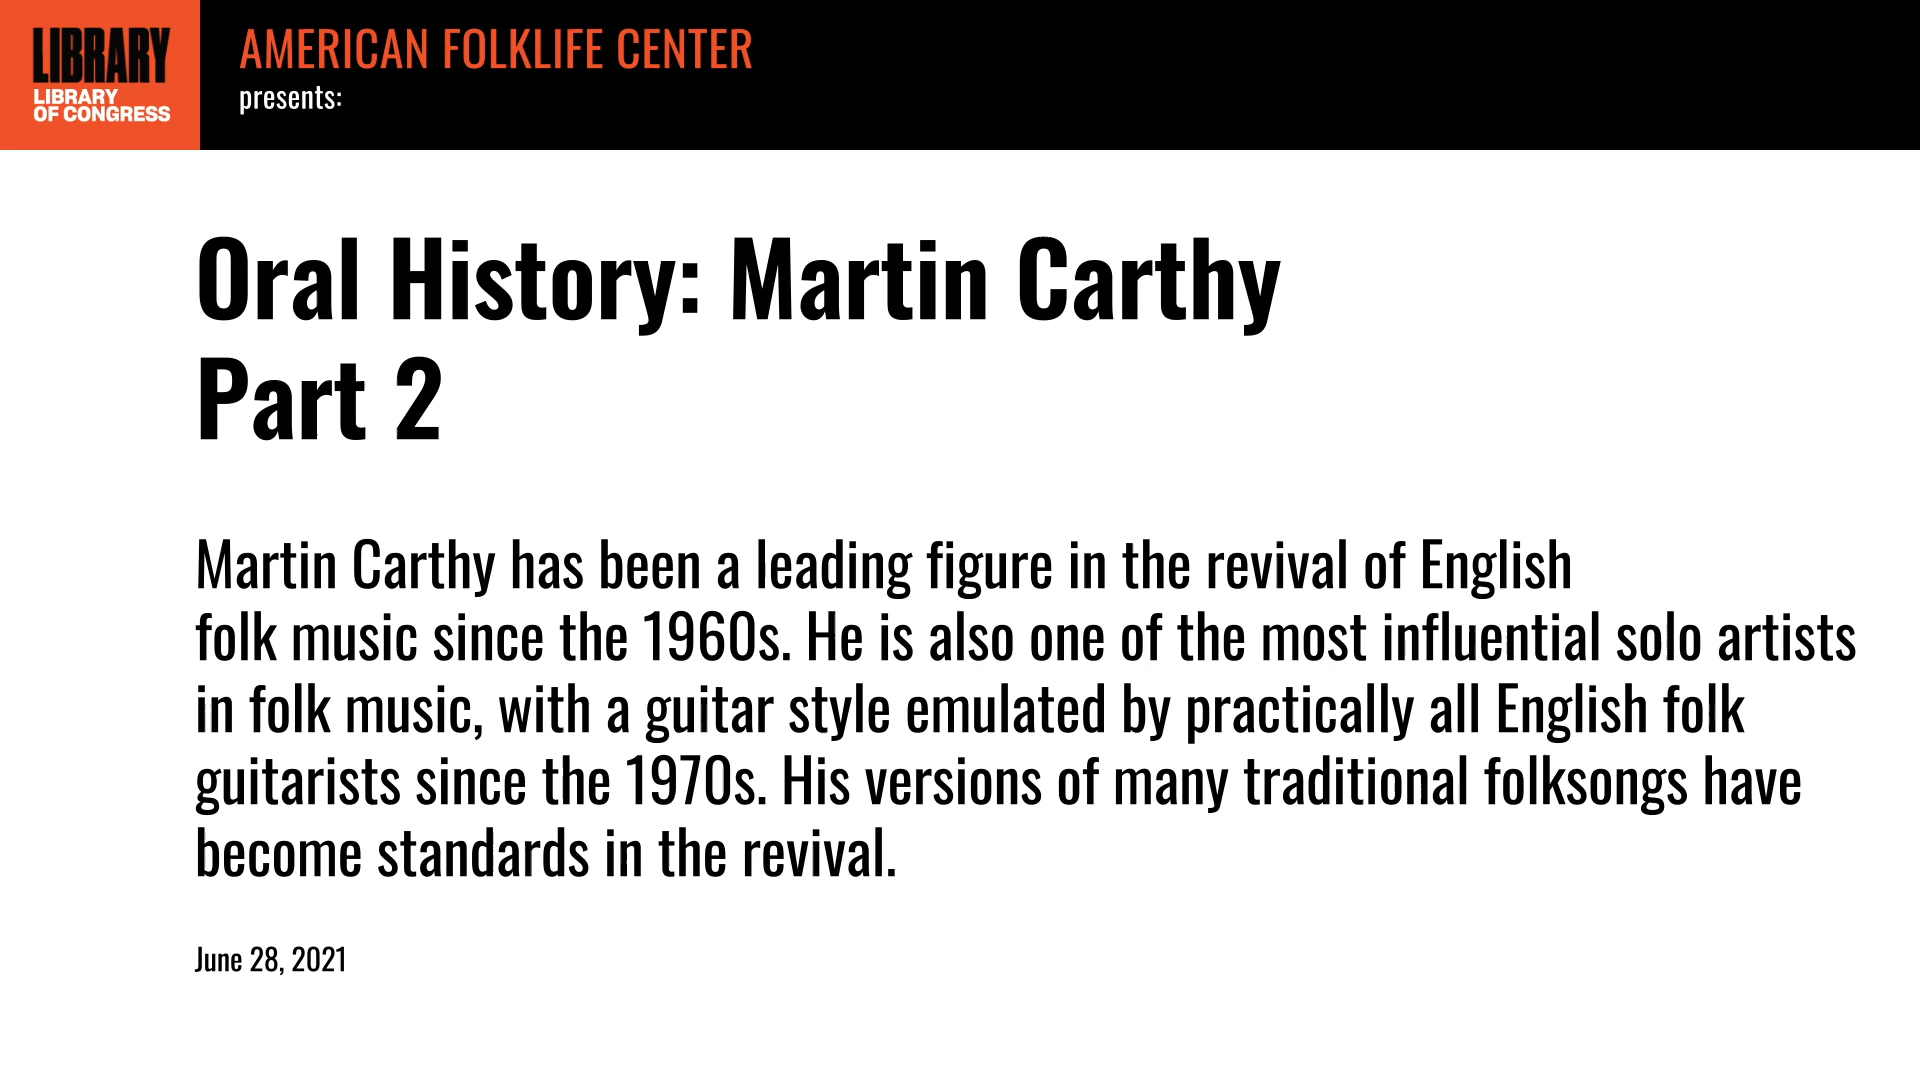 LIBRARY
LIBRARY
OF CONGRESS
AMERICAN FOLKLIFE CENTER
presents:
Oral History: Martin Carthy
Part 2
Martin Carthy has been a leading figure in the revival of English
folk music since the 1960s. He is also one of the most influential solo artists
in folk music, with a guitar style emulated by practically all English folk
guitarists since the 1970s. His versions of many traditional folksongs have
become standards in the revival.
June 28, 2021